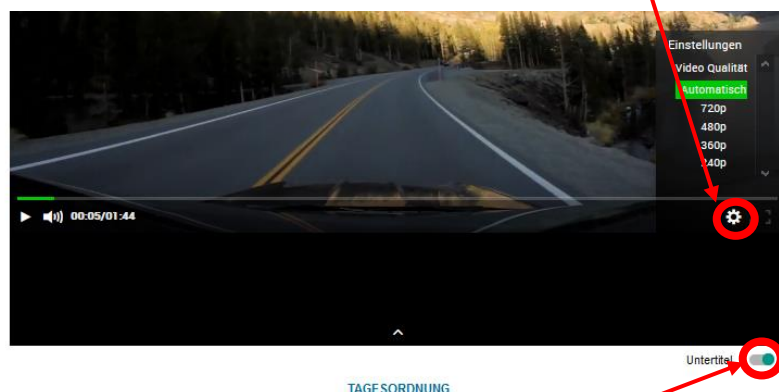 Einstellungen
Video Qualität
Automatisch
720p
480p
360p
240p
00:05/01:44
Untertitel
TAGESORDNUNG